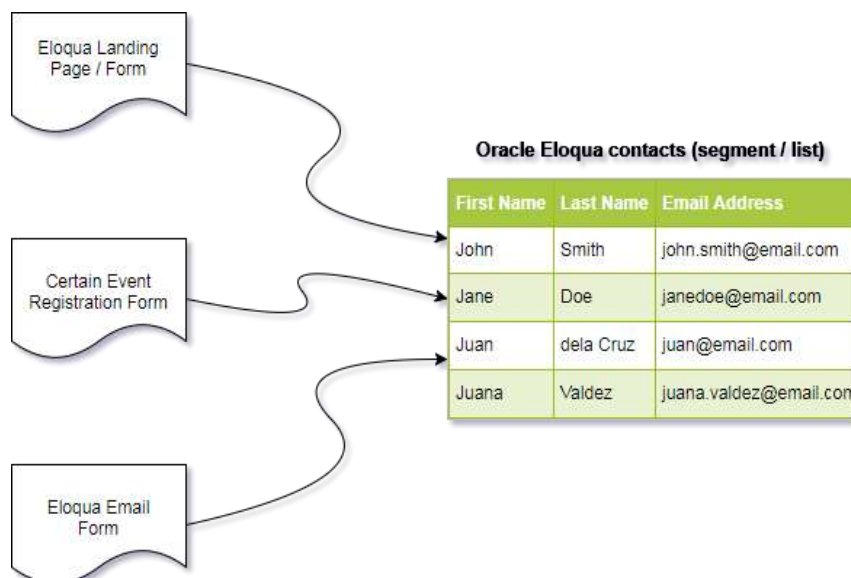 Eloqua Landing
Page / Form
Oracle Eloqua contacts (segment / list)
First Name Last Name Email Address
John Smith john.smith@email.com
Jane Doe janedoe@email.com
Juan dela Cruz juan@email.com
Juana Valdez juana.valdez@email.com
Certain Event
Registration Form
Eloqua Email
Form